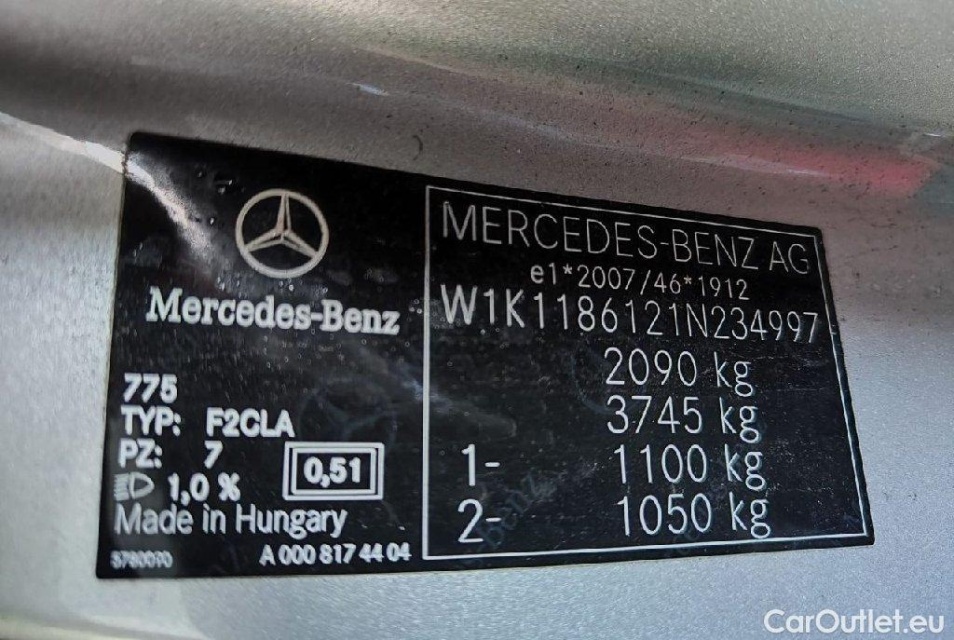 Mercedes-Benz
775
TYP: F2CLA
PZ: 7
1,0 %
0,51
Made in Hungary
A 000 817 44 04
MERCEDES-BENZ AG
e1*2007/46*1912
W1K1186121N234997
2090 kg
3745 kg
1- 1100 kg
2- 1050 kg
CarOutlet.eu